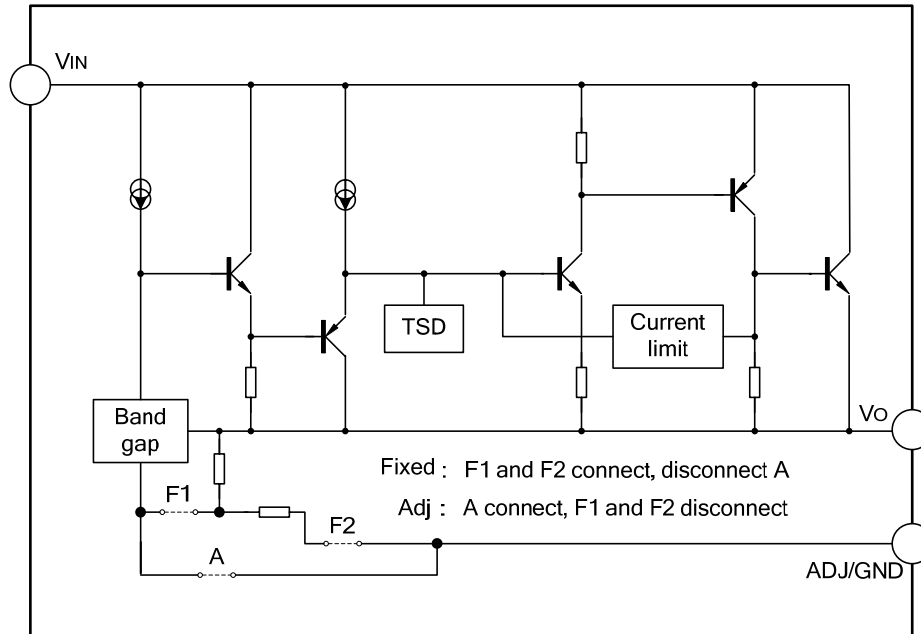 VIN
TSD
Current
limit
Band
gap
VO
Fixed : F1 and F2 connect, disconnect A
F1
Adj : A connect, F1 and F2 disconnect
F2
A
ADJ/GND